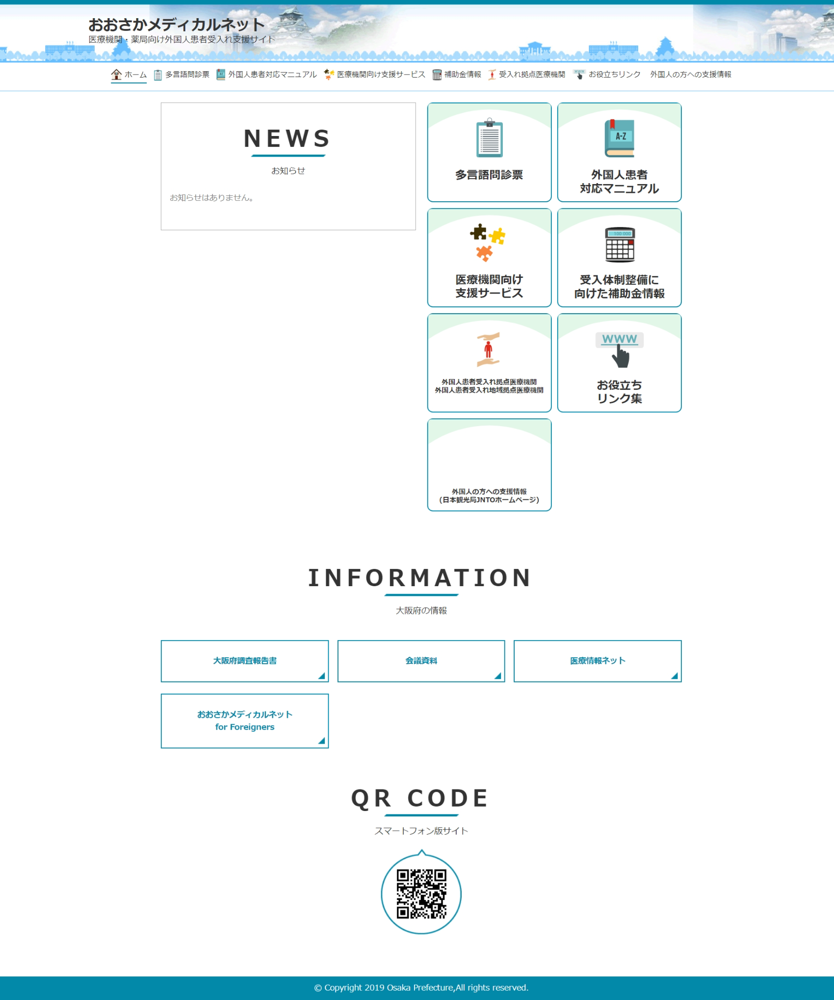 おおさかメディカルネット
医療機関・薬局向け外国人患者受入れ支援サイト
ホーム 多言語問診票 外国人患者対応マニュアル 医療機関向け支援サービス 補助金情報 受入れ拠点医療機関 www お役立ちリンク 外国人の方への支援情報
NEWS
お知らせ
お知らせはありません。
多言語問診票
A-Z
外国人患者
対応マニュアル
医療機関向け
支援サービス
100 000
受入体制整備に
向けた補助金情報
外国人患者受入れ拠点医療機関
外国人患者受入れ地域拠点医療機関
WWW
お役立ち
リンク集
外国人の方への支援情報
(日本観光局JNTOホームページ)
INFORMATION
大阪府の情報
大阪府調査報告書
会議資料
医療情報ネット
おおさかメディカルネット
for Foreigners
QR CODE
スマートフォン版サイト
© Copyright 2019 Osaka Prefecture,All rights reserved.